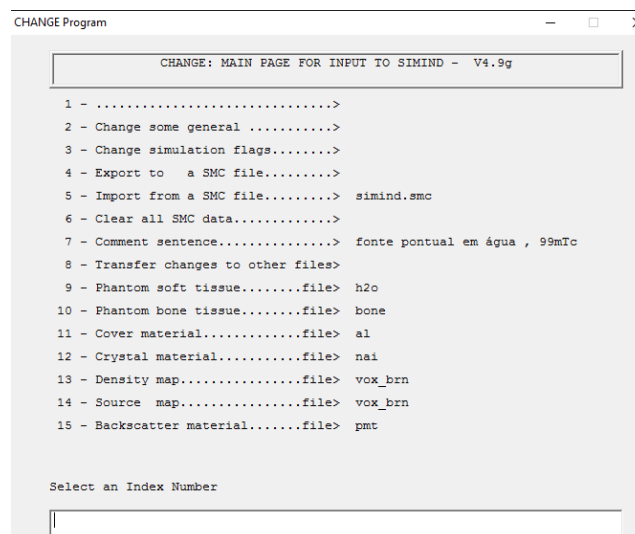 CHANGE Program
CHANGE: MAIN PAGE FOR INPUT TO SIMIND - V4.9g
1 - ...............................>
2 - Change some general ...........>
3 - Change simulation flags........>
4 - Export to   a SMC file.........>
5 - Import from a SMC file.........>  simind.smc
6 - Clear all SMC data.............>
7 - Comment sentence...............>  fonte pontual em água , 99mTc
8 - Transfer changes to other files>
9 - Phantom soft tissue........file>  h2o
10 - Phantom bone tissue........file>  bone
11 - Cover material.............file>  al
12 - Crystal material...........file>  nai
13 - Density map................file>  vox_brn
14 - Source  map................file>  vox_brn
15 - Backscatter material.......file>  pmt
Select an Index Number